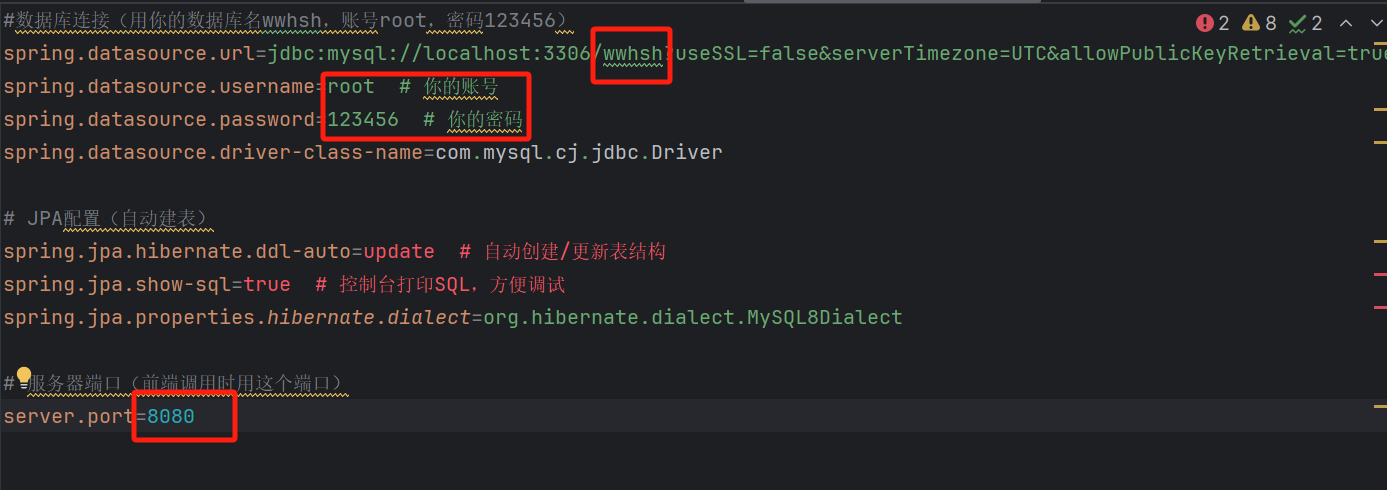 #数据库连接（用你的数据库名wwhsh，账号root，密码123456）
2 8 2
spring.datasource.url=jdbc:mysql://localhost:3306/wwhsh?useSSL=false&serverTimezone=UTC&allowPublicKeyRetrieval=true
spring.datasource.username=root  # 你的账号
spring.datasource.password=123456  # 你的密码
spring.datasource.driver-class-name=com.mysql.cj.jdbc.Driver
# JPA配置（自动建表）
spring.jpa.hibernate.ddl-auto=update  # 自动创建/更新表结构
spring.jpa.show-sql=true  # 控制台打印SQL，方便调试
spring.jpa.properties.hibernate.dialect=org.hibernate.dialect.MySQL8Dialect
# 服务器端口（前端调用时用这个端口）
server.port=8080